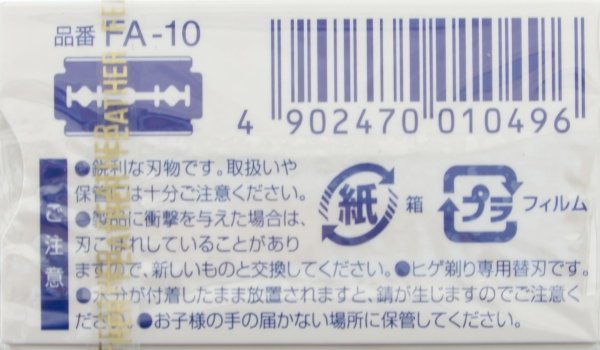 品番 FA-10
4 902470 010496
ご注意
●鋭利な刃物です。取扱いや
保管には十分ご注意ください。
●製品に衝撃を与えた場合は、
刃こぼれしていることがあり
ますので、新しいものと交換してください。●ヒゲ剃り専用替刃です。
●水分が付着したまま放置されますと、錆が生じますのでご注意く
ださい。●お子様の手の届かない場所に保管してください。
紙 箱
プラ フィルム
FEATHER